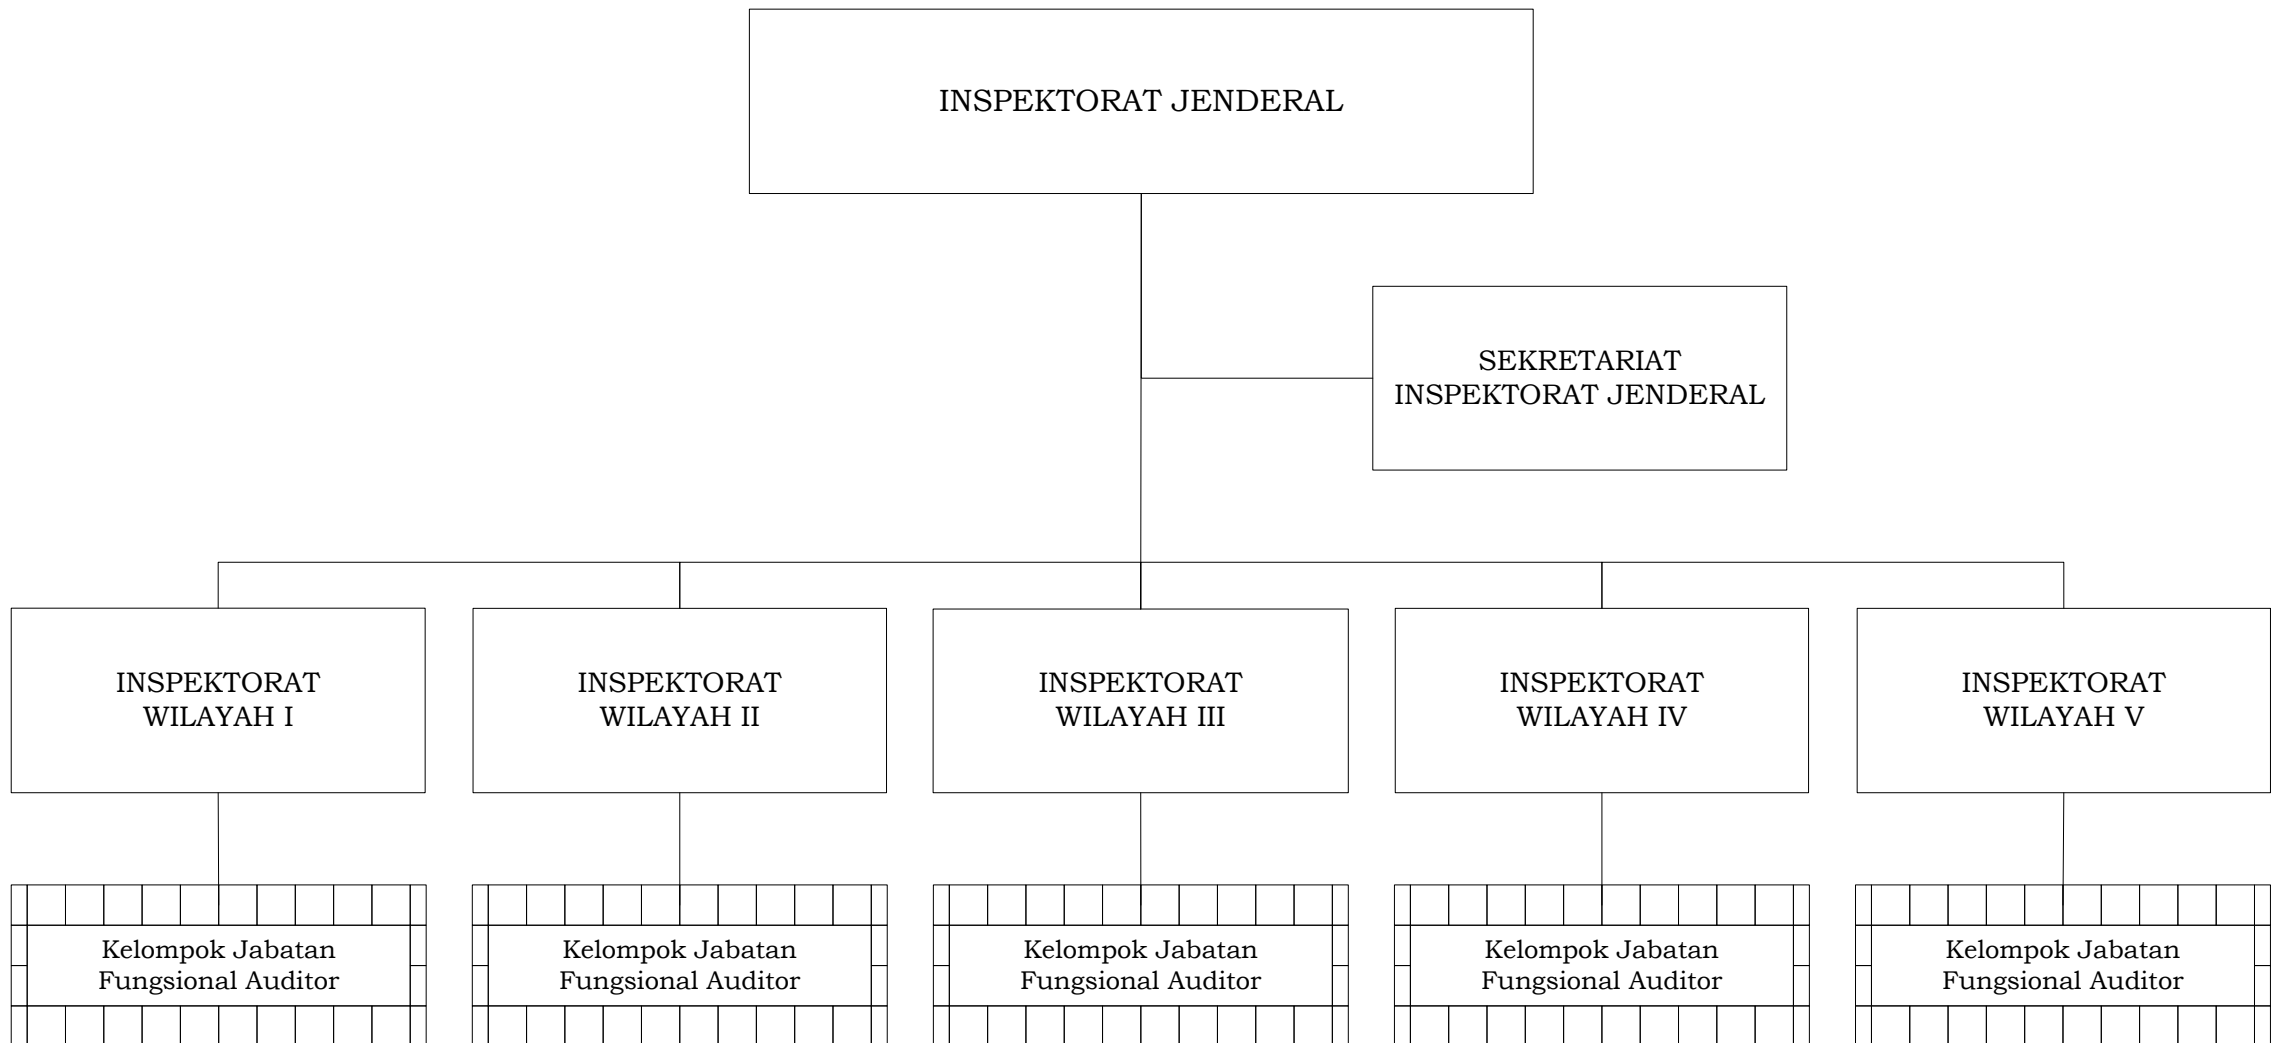 INSPEKTORAT JENDERAL
SEKRETARIAT
INSPEKTORAT JENDERAL
INSPEKTORAT
WILAYAH I
INSPEKTORAT
WILAYAH II
INSPEKTORAT
WILAYAH III
INSPEKTORAT
WILAYAH IV
INSPEKTORAT
WILAYAH V
Kelompok Jabatan
Fungsional Auditor
Kelompok Jabatan
Fungsional Auditor
Kelompok Jabatan
Fungsional Auditor
Kelompok Jabatan
Fungsional Auditor
Kelompok Jabatan
Fungsional Auditor